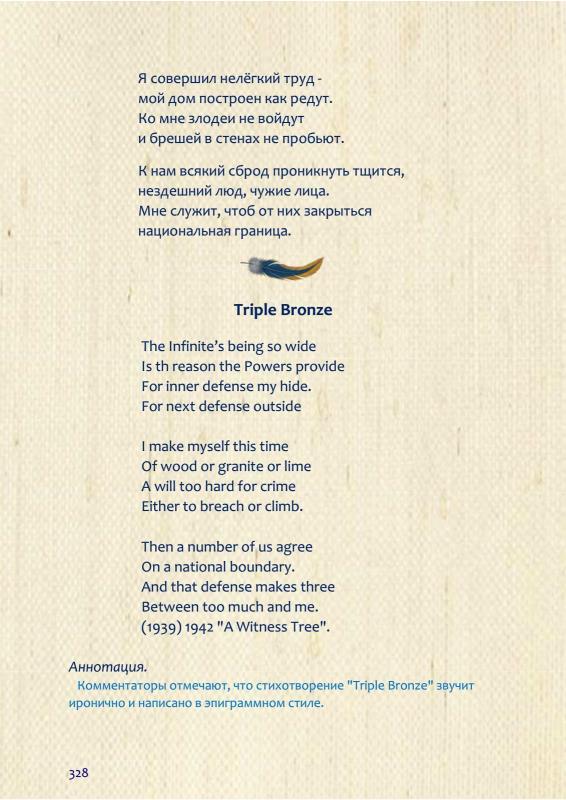 Я совершил нелёгкий труд -
мой дом построен как редут.
Ко мне злодеи не войдут
и брешей в стенах не пробьют.
К нам всякий сброд проникнуть тщится,
нездешний люд, чужие лица.
Мне служит, чтоб от них закрыться
национальная граница.
Triple Bronze
The Infinite’s being so wide
Is th reason the Powers provide
For inner defense my hide.
For next defense outside
I make myself this time
Of wood or granite or lime
A will too hard for crime
Either to breach or climb.
Then a number of us agree
On a national boundary.
And that defense makes three
Between too much and me.
(1939) 1942 "A Witness Tree".
Аннотация.
Комментаторы отмечают, что стихотворение "Triple Bronze" звучит
иронично и написано в эпиграммном стиле.
328